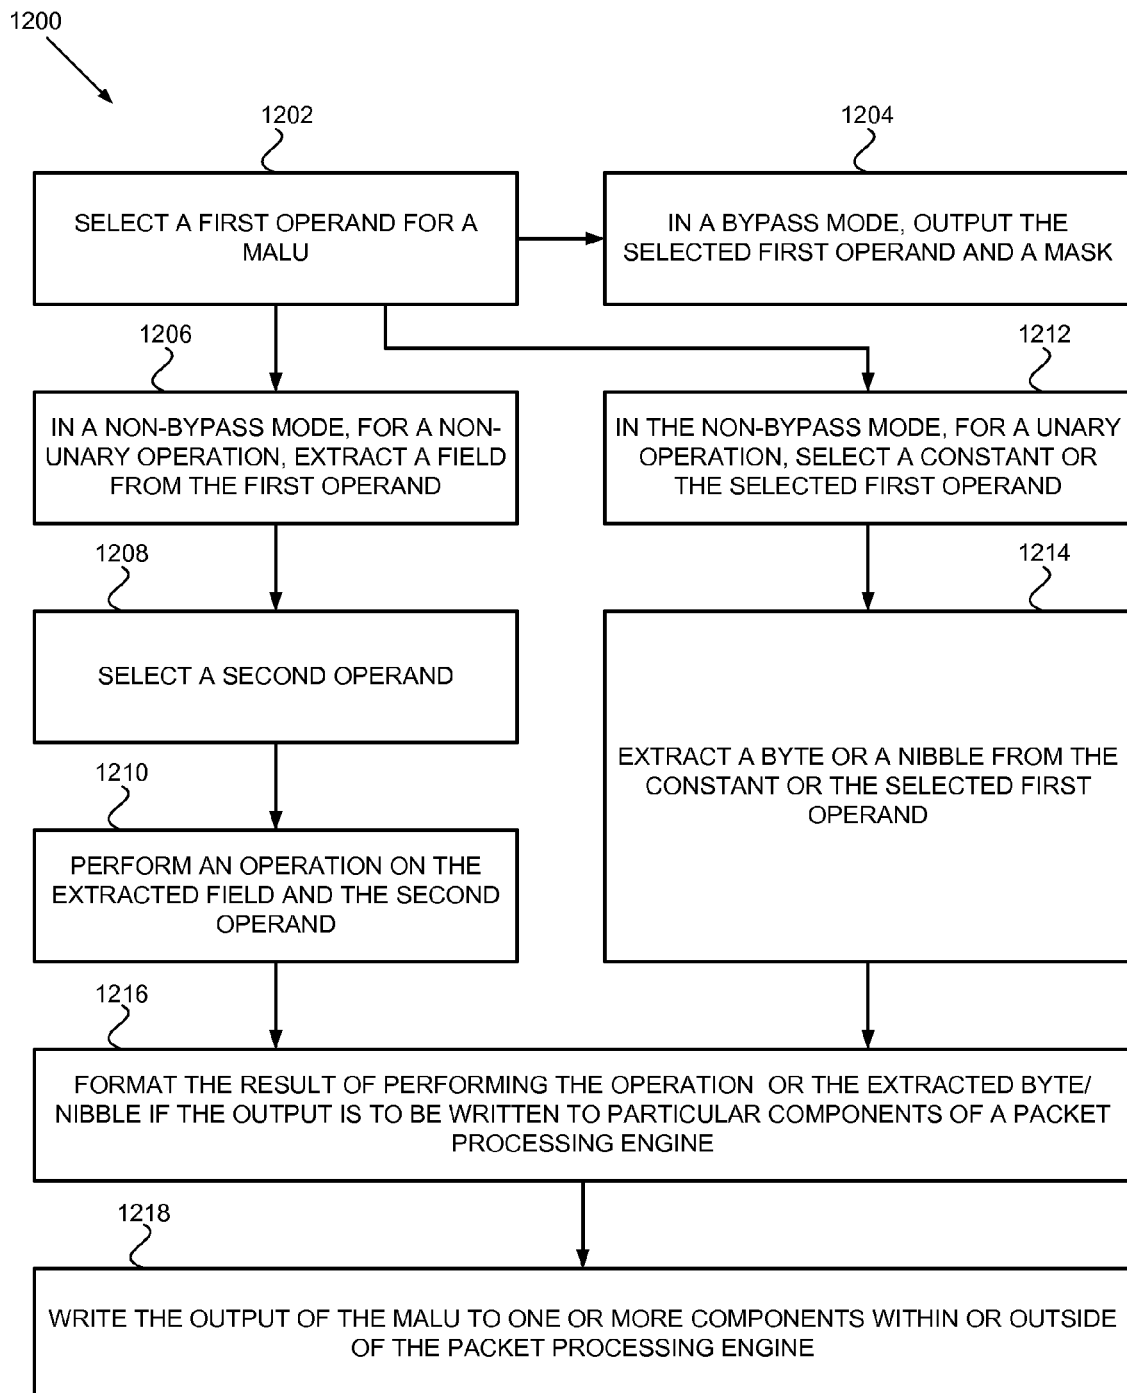 1200
1202
1204
SELECT A FIRST OPERAND FOR A
MALU
IN A BYPASS MODE, OUTPUT THE
SELECTED FIRST OPERAND AND A MASK
1206
1212
IN A NON-BYPASS MODE, FOR A NON-
UNARY OPERATION, EXTRACT A FIELD
FROM THE FIRST OPERAND
IN THE NON-BYPASS MODE, FOR A UNARY
OPERATION, SELECT A CONSTANT OR
THE SELECTED FIRST OPERAND
1208
1214
SELECT A SECOND OPERAND
EXTRACT A BYTE OR A NIBBLE FROM THE
CONSTANT OR THE SELECTED FIRST
OPERAND
1210
PERFORM AN OPERATION ON THE
EXTRACTED FIELD AND THE SECOND
OPERAND
1216
FORMAT THE RESULT OF PERFORMING THE OPERATION OR THE EXTRACTED BYTE/
NIBBLE IF THE OUTPUT IS TO BE WRITTEN TO PARTICULAR COMPONENTS OF A PACKET
PROCESSING ENGINE
1218
WRITE THE OUTPUT OF THE MALU TO ONE OR MORE COMPONENTS WITHIN OR OUTSIDE
OF THE PACKET PROCESSING ENGINE